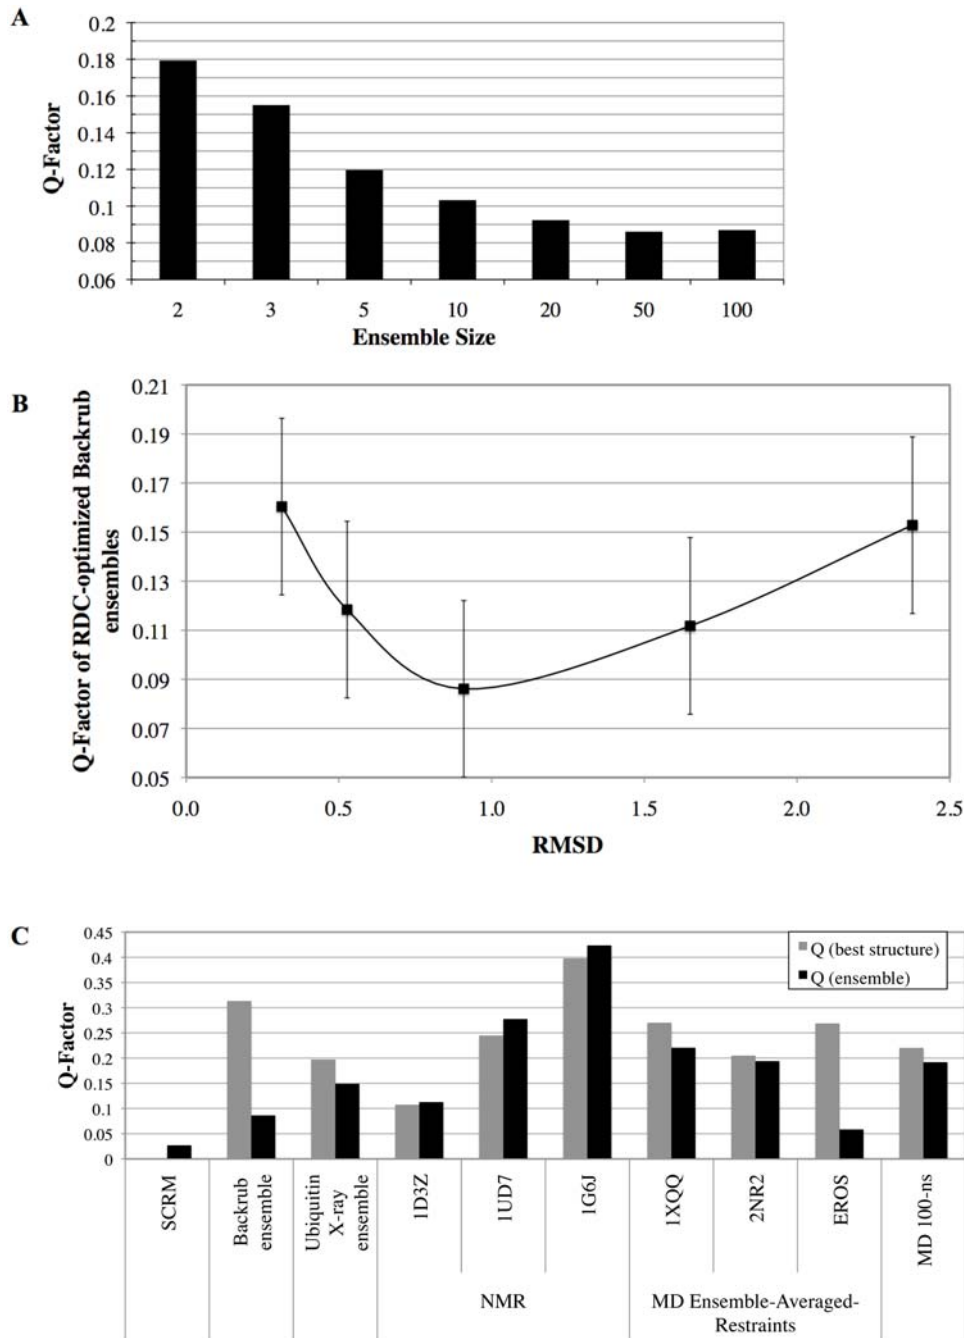 A
Q-Factor
0.2
0.18
0.16
0.14
0.12
0.1
0.08
0.06
2 3 5 10 20 50 100
Ensemble Size
B
Q-Factor of RDC-optimized Backrub
ensembles
0.21
0.19
0.17
0.15
0.13
0.11
0.09
0.07
0.05
0.0 0.5 1.0 1.5 2.0 2.5
RMSD
C
Q-Factor
0.45
0.4
0.35
0.3
0.25
0.2
0.15
0.1
0.05
0
Q (best structure)
Q (ensemble)
SCRM
Backrub
ensemble
Ubiquitin
X-ray
ensemble
1D3Z
1UD7
1G6J
1XQQ
2NR2
EROS
MD 100-ns
NMR
MD Ensemble-Averaged-
Restraints